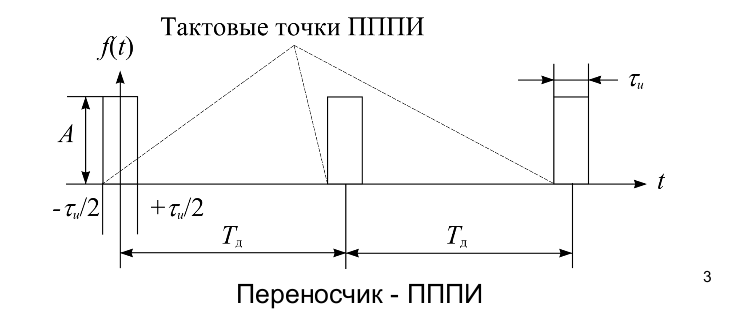 Тактовые точки ПППИ
f(t)
τи
A
t
-τи/2 +τи/2
Tд Tд
3
Переносчик - ПППИ